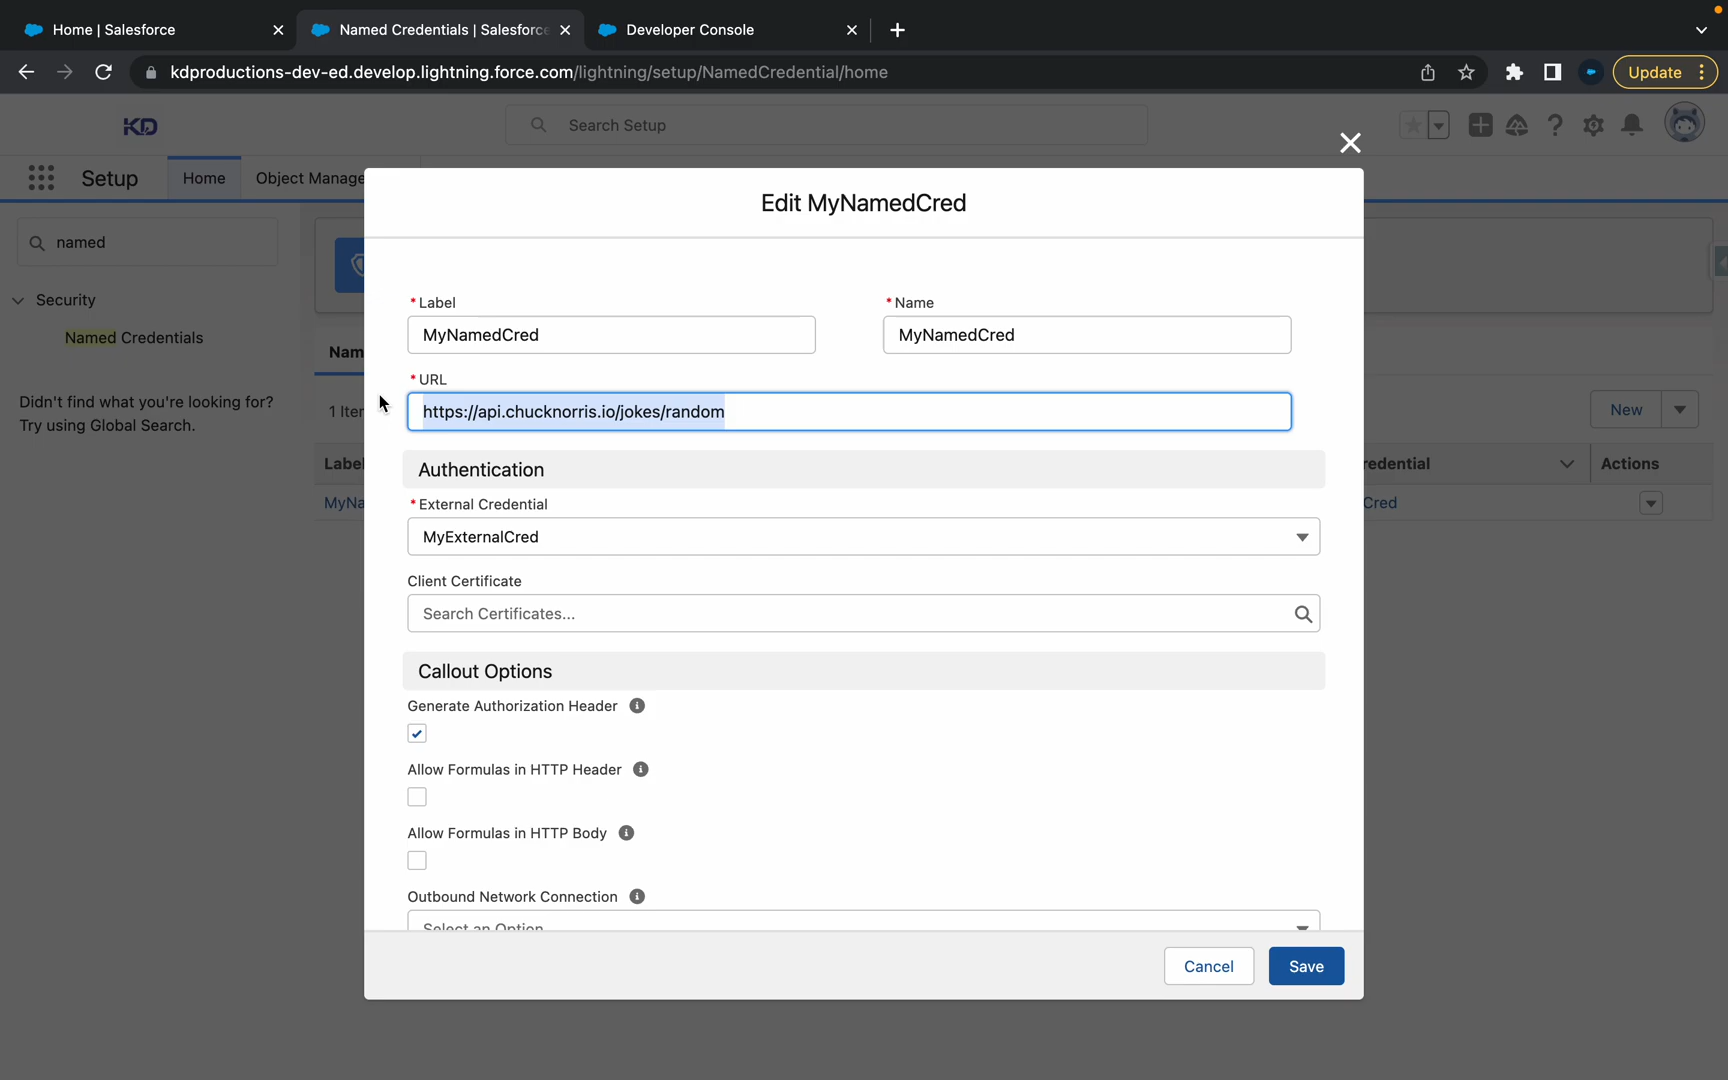 Home | Salesforce
Named Credentials | Salesforce
Developer Console
kdproductions-dev-ed.develop.lightning.force.com/lightning/setup/NamedCredential/home
Update
KD
Search Setup
Setup
Home
Object Manage
named
Security
Named Credentials
Didn't find what you're looking for?
Try using Global Search.
Nam
1 Iter
New
Label
redential
Actions
MyNa
Cred
Edit MyNamedCred
* Label
MyNamedCred
* Name
MyNamedCred
* URL
https://api.chucknorris.io/jokes/random
Authentication
* External Credential
MyExternalCred
Client Certificate
Search Certificates...
Callout Options
Generate Authorization Header
Allow Formulas in HTTP Header
Allow Formulas in HTTP Body
Outbound Network Connection
Select an Option
Cancel
Save